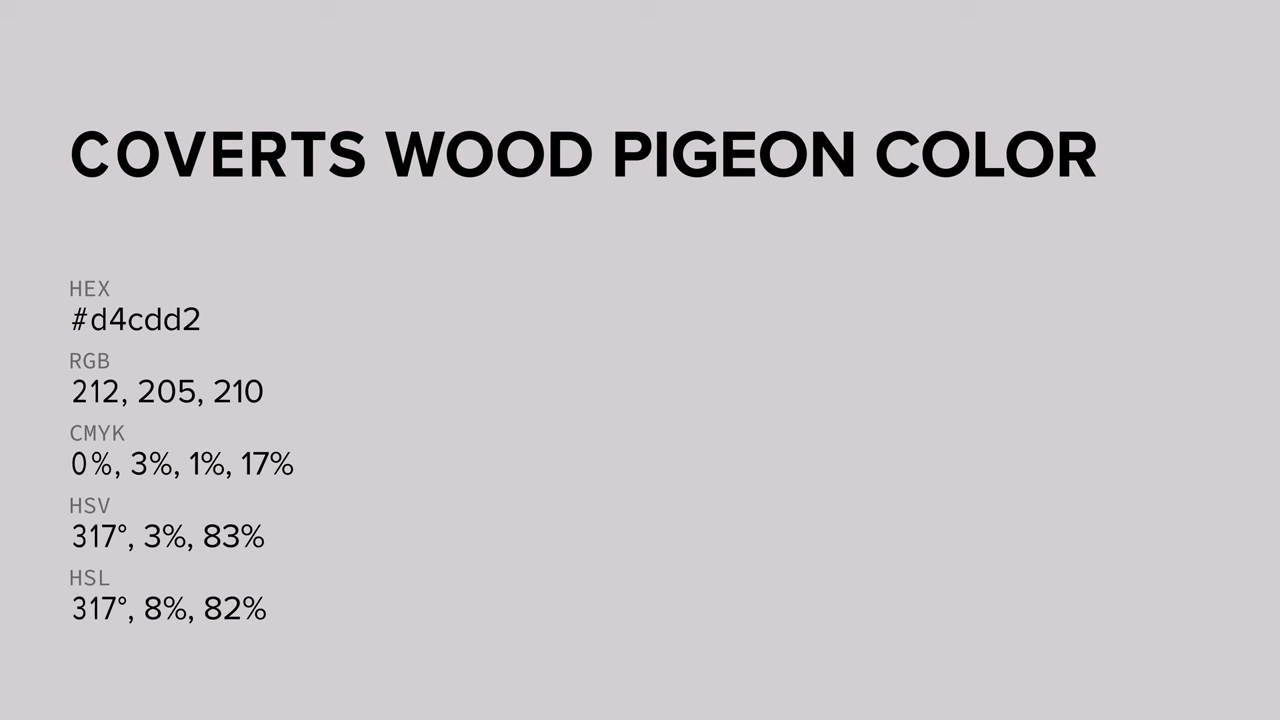 COVERTS WOOD PIGEON COLOR
HEX
#d4cdd2
RGB
212, 205, 210
CMYK
0%, 3%, 1%, 17%
HSV
317°, 3%, 83%
HSL
317°, 8%, 82%